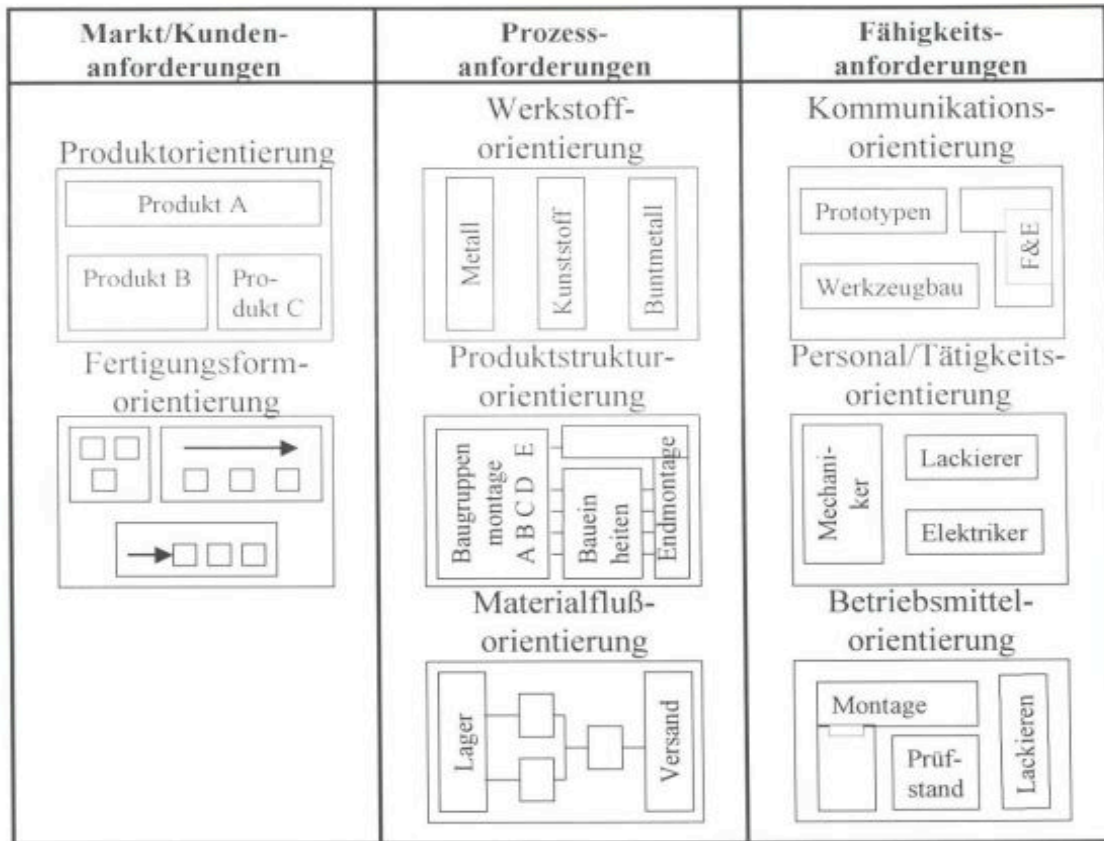 Markt/Kunden-
anforderungen
Produktorientierung
Produkt A
Produkt B
Pro-
dukt C
Fertigungsform-
orientierung
Prozess-
anforderungen
Werkstoff-
orientierung
Metall
Kunststoff
Buntmetall
Produktstruktur-
orientierung
Baugruppen
montage
A B C D E
Bauein
heiten
Endmontage
Materialfluß-
orientierung
Lager
Versand
Fähigkeits-
anforderungen
Kommunikations-
orientierung
Prototypen
F&E
Werkzeugbau
Personal/Tätigkeits-
orientierung
Mechani-
ker
Lackierer
Elektriker
Betriebsmittel-
orientierung
Montage
Prüf-
stand
Lackieren